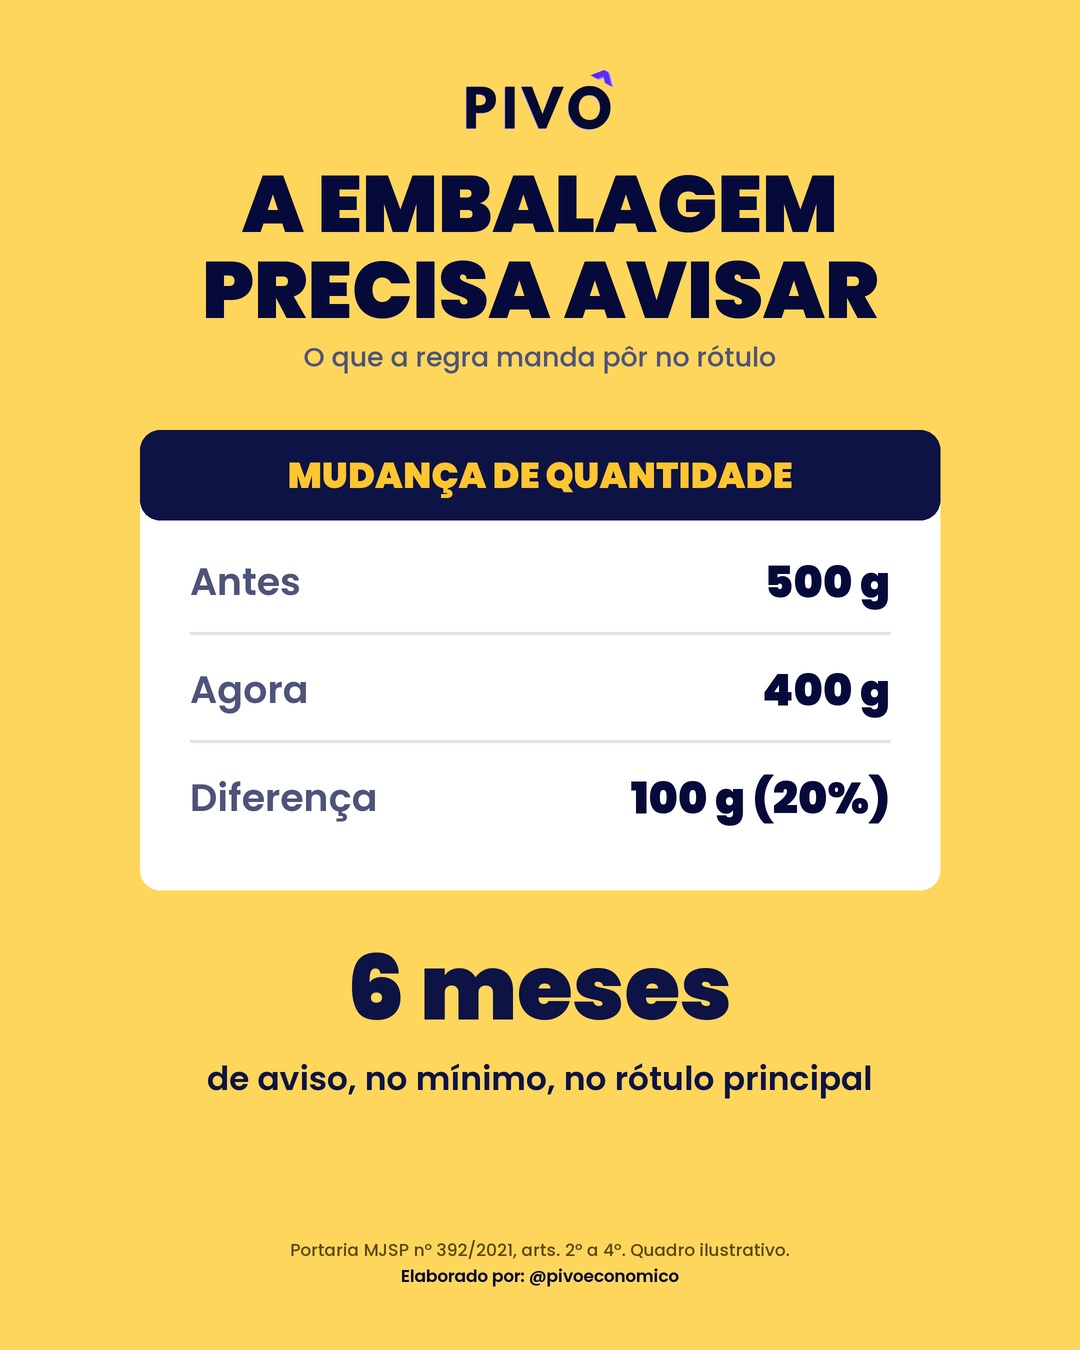 PIVÔ
A EMBALAGEM
PRECISA AVISAR
O que a regra manda pôr no rótulo
MUDANÇA DE QUANTIDADE
Antes 500 g
Agora 400 g
Diferença 100 g (20%)
6 meses
de aviso, no mínimo, no rótulo principal
Portaria MJSP nº 392/2021, arts. 2º a 4º. Quadro ilustrativo.
Elaborado por: @pivoeconomico